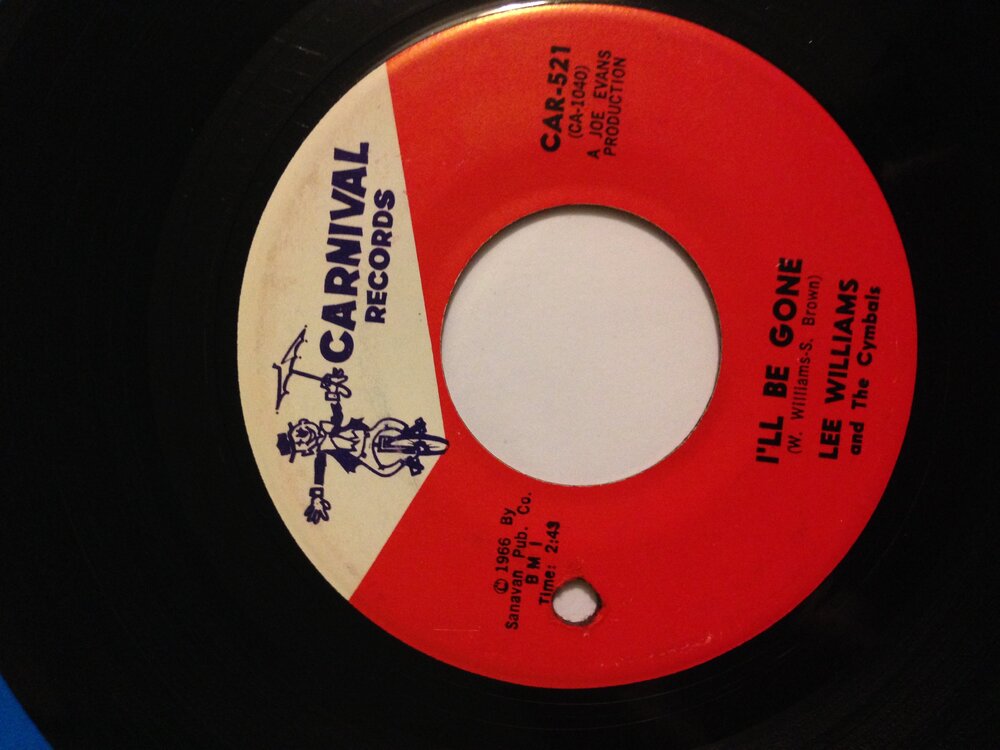 CARNIVAL
RECORDS
© 1966 By
Sanavan Pub. Co.
B M I
Time: 2:43
CAR-521
(CA-1040)
A JOE EVANS
PRODUCTION
I'LL BE GONE
(W. Williams-S. Brown)
LEE WILLIAMS
and The Cymbals